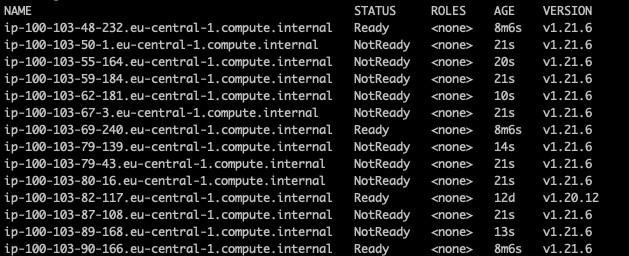 NAME STATUS ROLES AGE VERSION
ip-100-103-48-232.eu-central-1.compute.internal Ready <none> 8m6s v1.21.6
ip-100-103-50-1.eu-central-1.compute.internal NotReady <none> 21s v1.21.6
ip-100-103-55-164.eu-central-1.compute.internal NotReady <none> 20s v1.21.6
ip-100-103-59-184.eu-central-1.compute.internal NotReady <none> 21s v1.21.6
ip-100-103-62-181.eu-central-1.compute.internal NotReady <none> 10s v1.21.6
ip-100-103-67-3.eu-central-1.compute.internal NotReady <none> 21s v1.21.6
ip-100-103-69-240.eu-central-1.compute.internal Ready <none> 8m6s v1.21.6
ip-100-103-79-139.eu-central-1.compute.internal NotReady <none> 14s v1.21.6
ip-100-103-79-43.eu-central-1.compute.internal NotReady <none> 21s v1.21.6
ip-100-103-80-16.eu-central-1.compute.internal NotReady <none> 21s v1.21.6
ip-100-103-82-117.eu-central-1.compute.internal Ready <none> 12d v1.20.12
ip-100-103-87-108.eu-central-1.compute.internal NotReady <none> 21s v1.21.6
ip-100-103-89-168.eu-central-1.compute.internal NotReady <none> 13s v1.21.6
ip-100-103-90-166.eu-central-1.compute.internal Ready <none> 8m6s v1.21.6